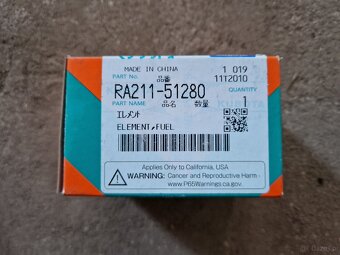 MADE IN CHINA 1 019
PART No. 品番 11T2010
RA211-51280 QUANTITY
PART NAME 品名 数量 1
エレメント
ELEMENT,FUEL
Applies Only to California, USA
WARNING: Cancer and Reproductive Harm -
www.P65Warnings.ca.gov.